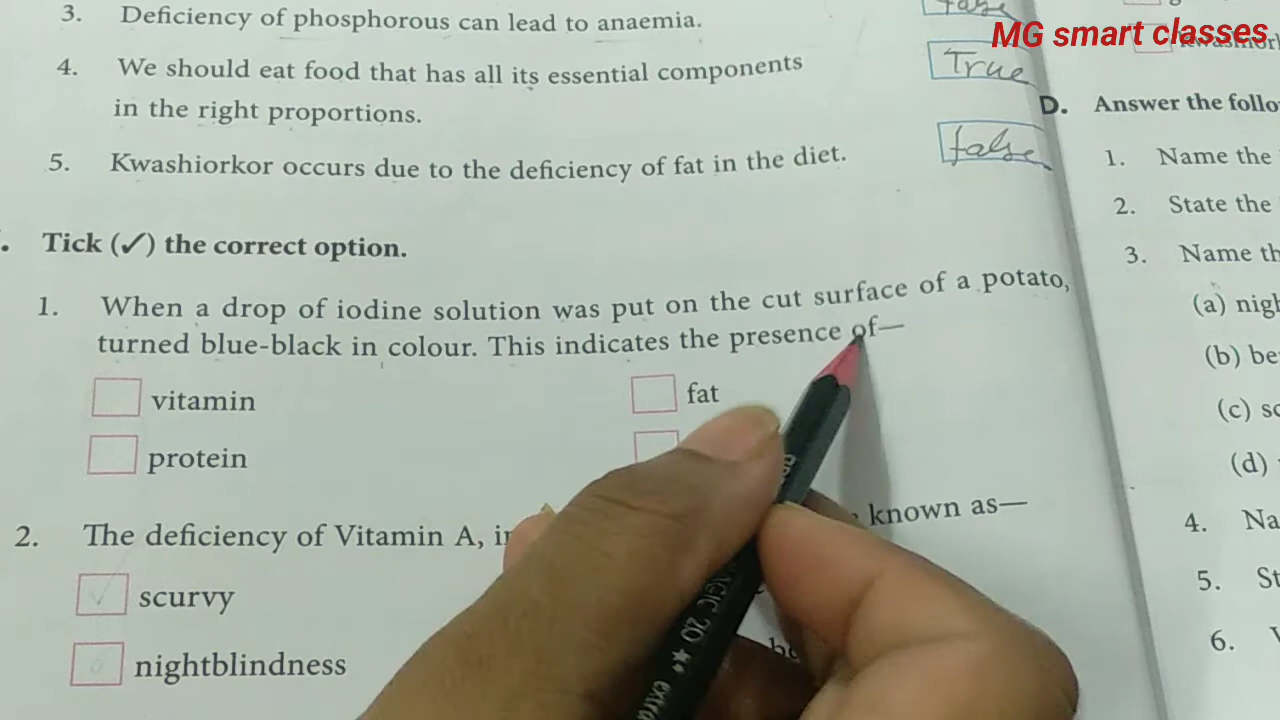 MG smart classes
3. Deficiency of phosphorous can lead to anaemia. false
4. We should eat food that has all its essential components True
in the right proportions.
5. Kwashiorkor occurs due to the deficiency of fat in the diet. false
Tick (✓) the correct option.
1. When a drop of iodine solution was put on the cut surface of a potato,
turned blue-black in colour. This indicates the presence of—
vitamin fat
protein
2. The deficiency of Vitamin A, known as—
scurvy
nightblindness
D. Answer the follo
1. Name the
2. State the
3. Name th
(a) nigh
(b) be
(c) sc
(d)
4. Na
5. St
6.